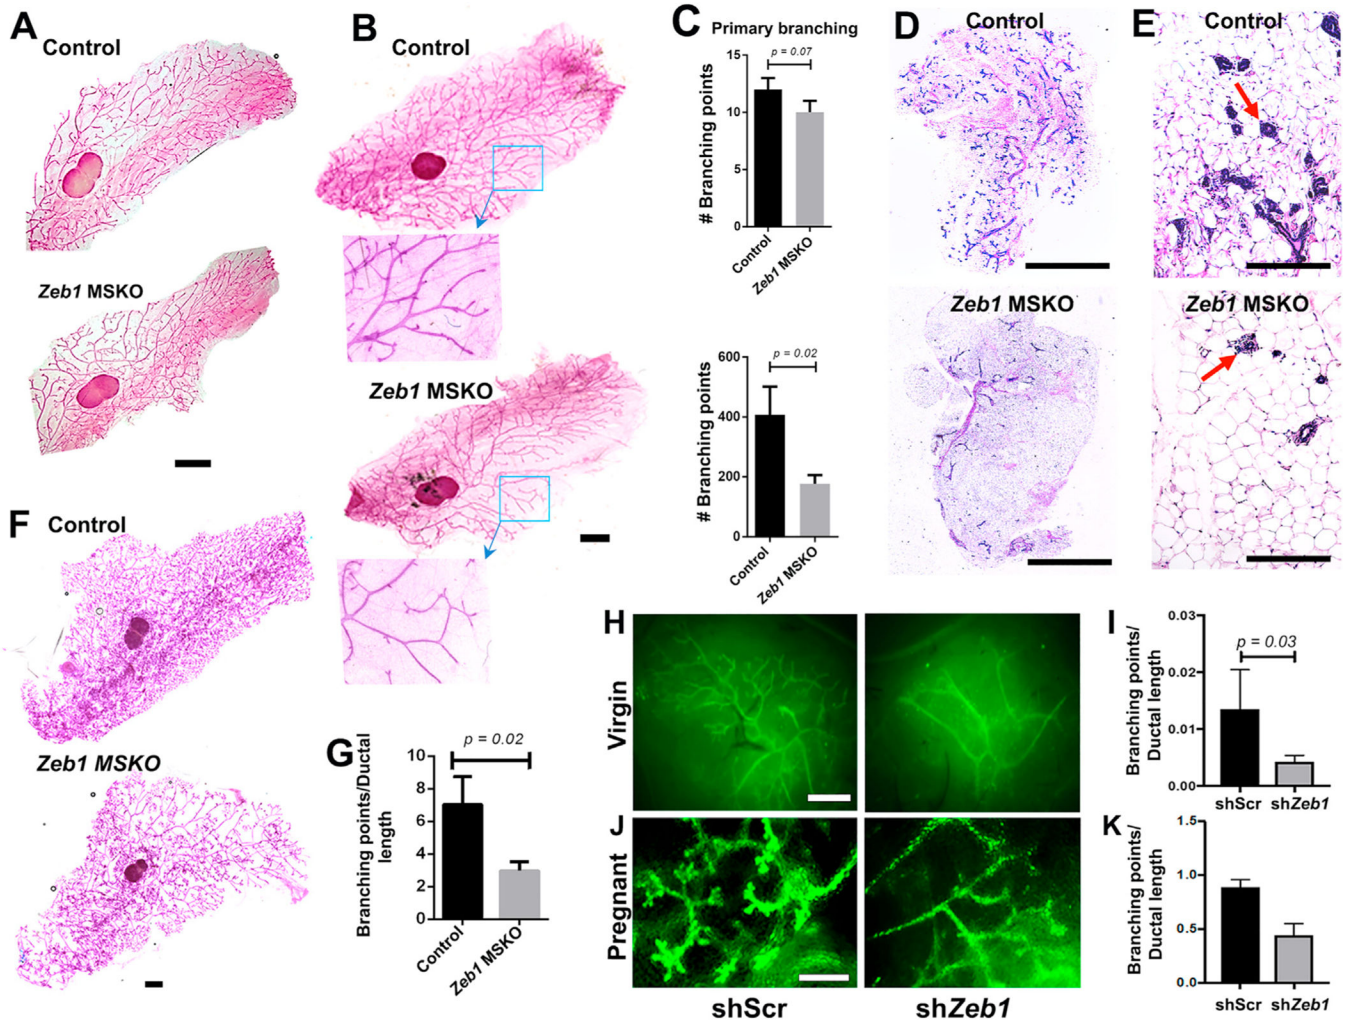 A
Control
Zeb1 MSKO
B
Control
Zeb1 MSKO
C
Primary branching
# Branching points
15
10
5
0
p = 0.07
Control
Zeb1 MSKO
# Branching points
600
400
200
0
p = 0.02
Control
Zeb1 MSKO
D
Control
Zeb1 MSKO
E
Control
Zeb1 MSKO
F
Control
Zeb1 MSKO
G
Branching points/Ductal
length
10
8
6
4
2
0
p = 0.02
Control
Zeb1 MSKO
H
Virgin
J
Pregnant
shScr
shZeb1
I
Branching points/
Ductal length
0.03
0.02
0.01
0.00
p = 0.03
shScr shZeb1
K
Branching points/
Ductal length
1.5
1.0
0.5
0.0
shScr shZeb1